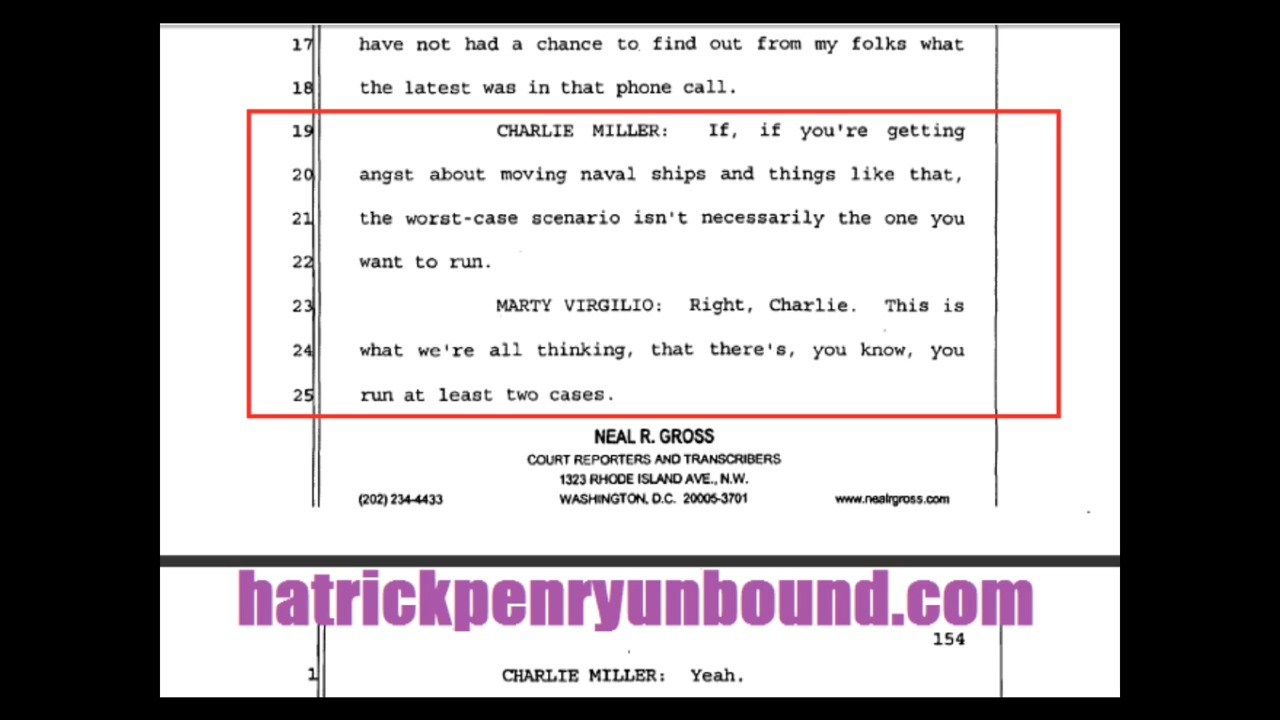 17 have not had a chance to find out from my folks what
18 the latest was in that phone call.
19 CHARLIE MILLER: If, if you're getting
20 angst about moving naval ships and things like that,
21 the worst-case scenario isn't necessarily the one you
22 want to run.
23 MARTY VIRGILIO: Right, Charlie. This is
24 what we're all thinking, that there's, you know, you
25 run at least two cases.
NEAL R. GROSS
COURT REPORTERS AND TRANSCRIBERS
1323 RHODE ISLAND AVE., N.W.
(202) 234-4433 WASHINGTON, D.C. 20005-3701 www.nealrgross.com
hatrickpenryunbound.com
154
1 CHARLIE MILLER: Yeah.